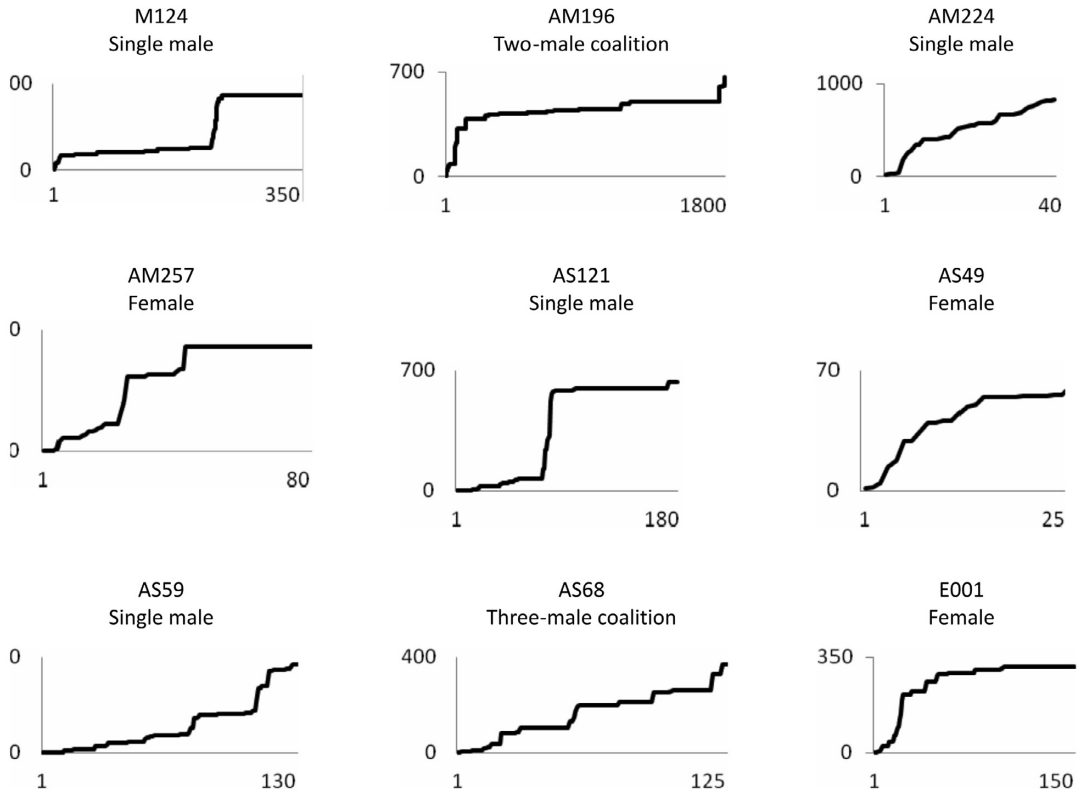 M124
Single male
00
0
1
350
AM196
Two-male coalition
700
0
1
1800
AM224
Single male
1000
0
1
40
AM257
Female
0
0
1
80
AS121
Single male
700
0
1
180
AS49
Female
70
0
1
25
AS59
Single male
0
0
1
130
AS68
Three-male coalition
400
0
1
125
E001
Female
350
0
1
150